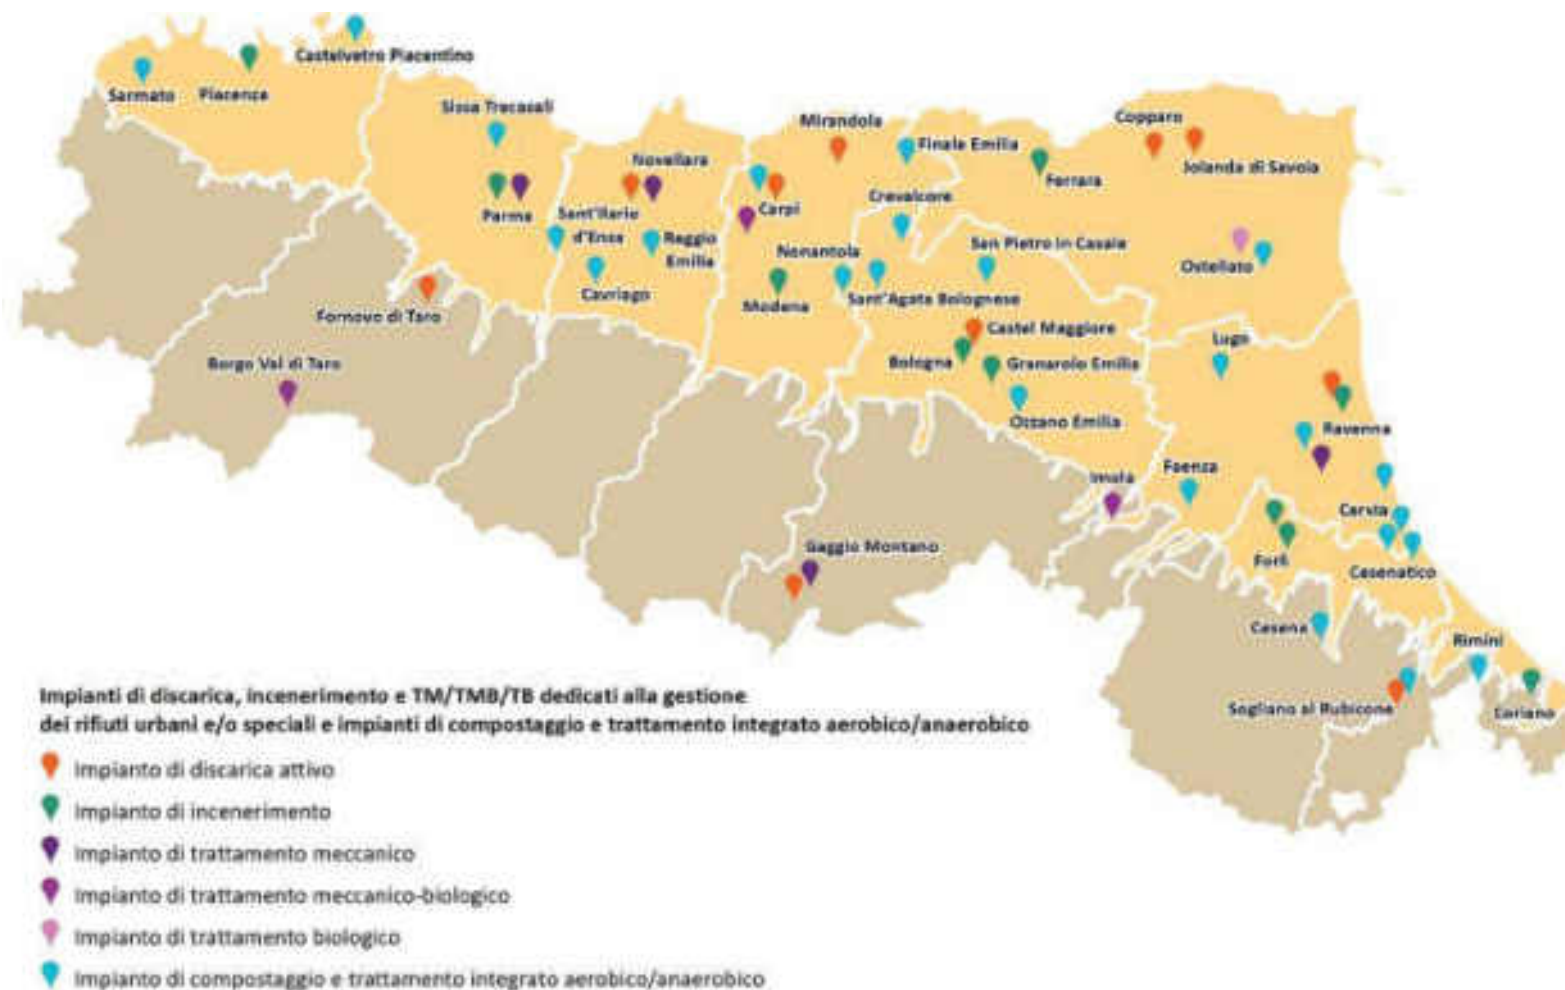 Castelvetro Piacentino
Sarmato
Piacenza
Sissa Trecasali
Mirandola
Copparo
Finale Emilia
Novellara
Jolanda di Savoia
Ferrara
Crevalcore
Carpi
Parma
Sant'Ilario
d'Enza
Reggio
Emilia
Nonantola
San Pietro in Casale
Ostellato
Cavriago
Modena
Sant'Agata Bolognese
Fornovo di Taro
Castel Maggiore
Lugo
Borgo Val di Taro
Bologna
Granarolo Emilia
Ozzano Emilia
Ravenna
Faenza
Imola
Cervia
Gaggio Montano
Forlì
Cesenatico
Cesena
Rimini
Sogliano al Rubicone
Coriano
Impianti di discarica, incenerimento e TM/TMB/TB dedicati alla gestione
dei rifiuti urbani e/o speciali e impianti di compostaggio e trattamento integrato aerobico/anaerobico
Impianto di discarica attivo
Impianto di incenerimento
Impianto di trattamento meccanico
Impianto di trattamento meccanico-biologico
Impianto di trattamento biologico
Impianto di compostaggio e trattamento integrato aerobico/anaerobico